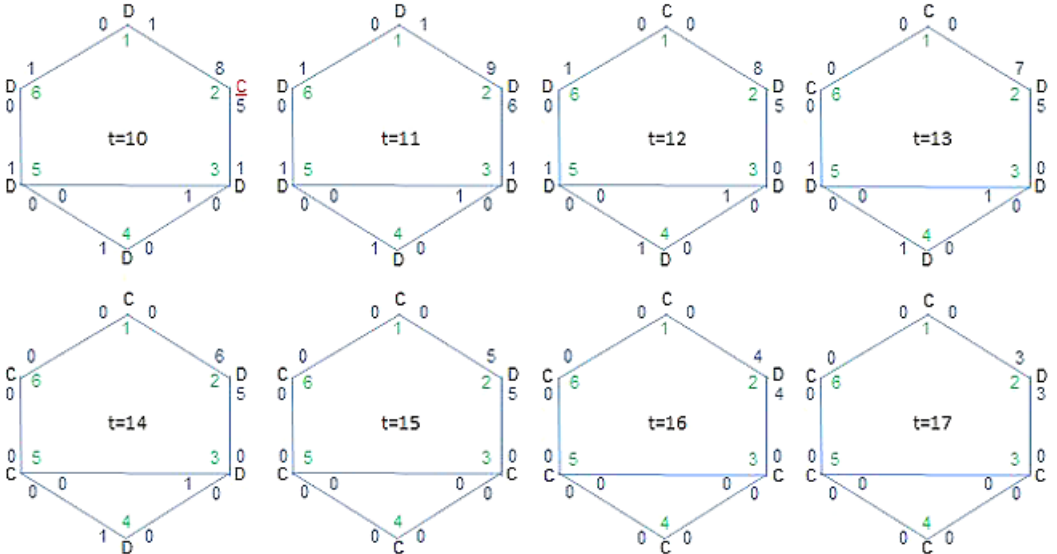 D D C C
0 1 0 1 0 0 0 0
1 1 1 1
1 8 1 9 1 8 0 7
D C D D D D C D
6 2 6 2 6 2 6 2
0 5 0 6 0 5 0 5
t=10 t=11 t=12 t=13
1 5 3 1 1 5 3 1 1 5 3 0 1 5 3 0
D D D D D D D D
0 0 1 0 0 0 1 0 0 0 1 0 0 0 1 0
4 4 4 4
1 0 1 0 1 0 1 0
D D D D
C C C C
0 0 0 0 0 0 0 0
1 1 1 1
0 6 0 5 0 4 0 3
C D C D C D C D
6 2 6 2 6 2 6 2
0 5 0 5 0 4 0 3
t=14 t=15 t=16 t=17
0 5 3 0 0 5 3 0 0 5 3 0 0 5 3 0
C D C C C C C C
0 0 1 0 0 0 0 0 0 0 0 0 0 0 0 0
4 4 4 4
1 0 0 0 0 0 0 0
D C C C